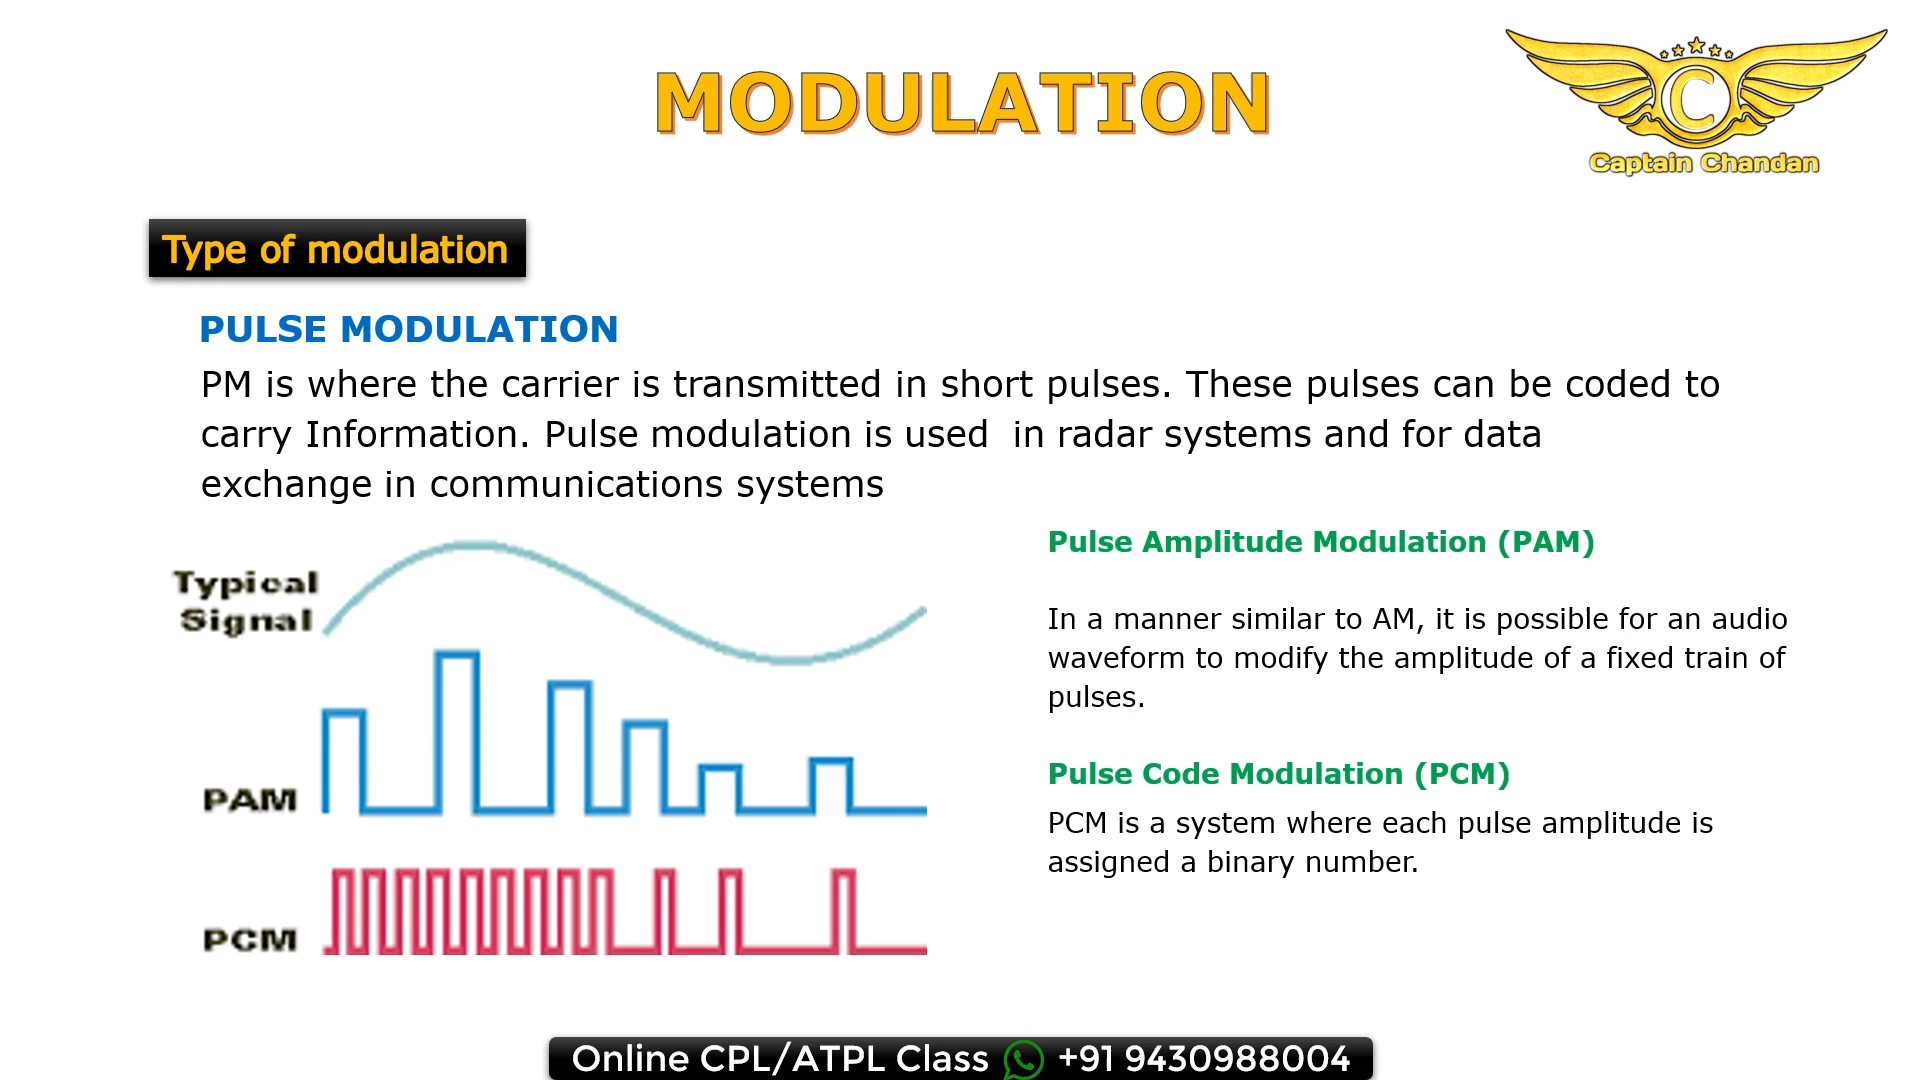 MODULATION
C
Captain Chandan
Type of modulation
PULSE MODULATION
PM is where the carrier is transmitted in short pulses. These pulses can be coded to
carry Information. Pulse modulation is used  in radar systems and for data
exchange in communications systems
Typical
Signal
PAM
PCM
Pulse Amplitude Modulation (PAM)
In a manner similar to AM, it is possible for an audio
waveform to modify the amplitude of a fixed train of
pulses.
Pulse Code Modulation (PCM)
PCM is a system where each pulse amplitude is
assigned a binary number.
Online CPL/ATPL Class +91 9430988004